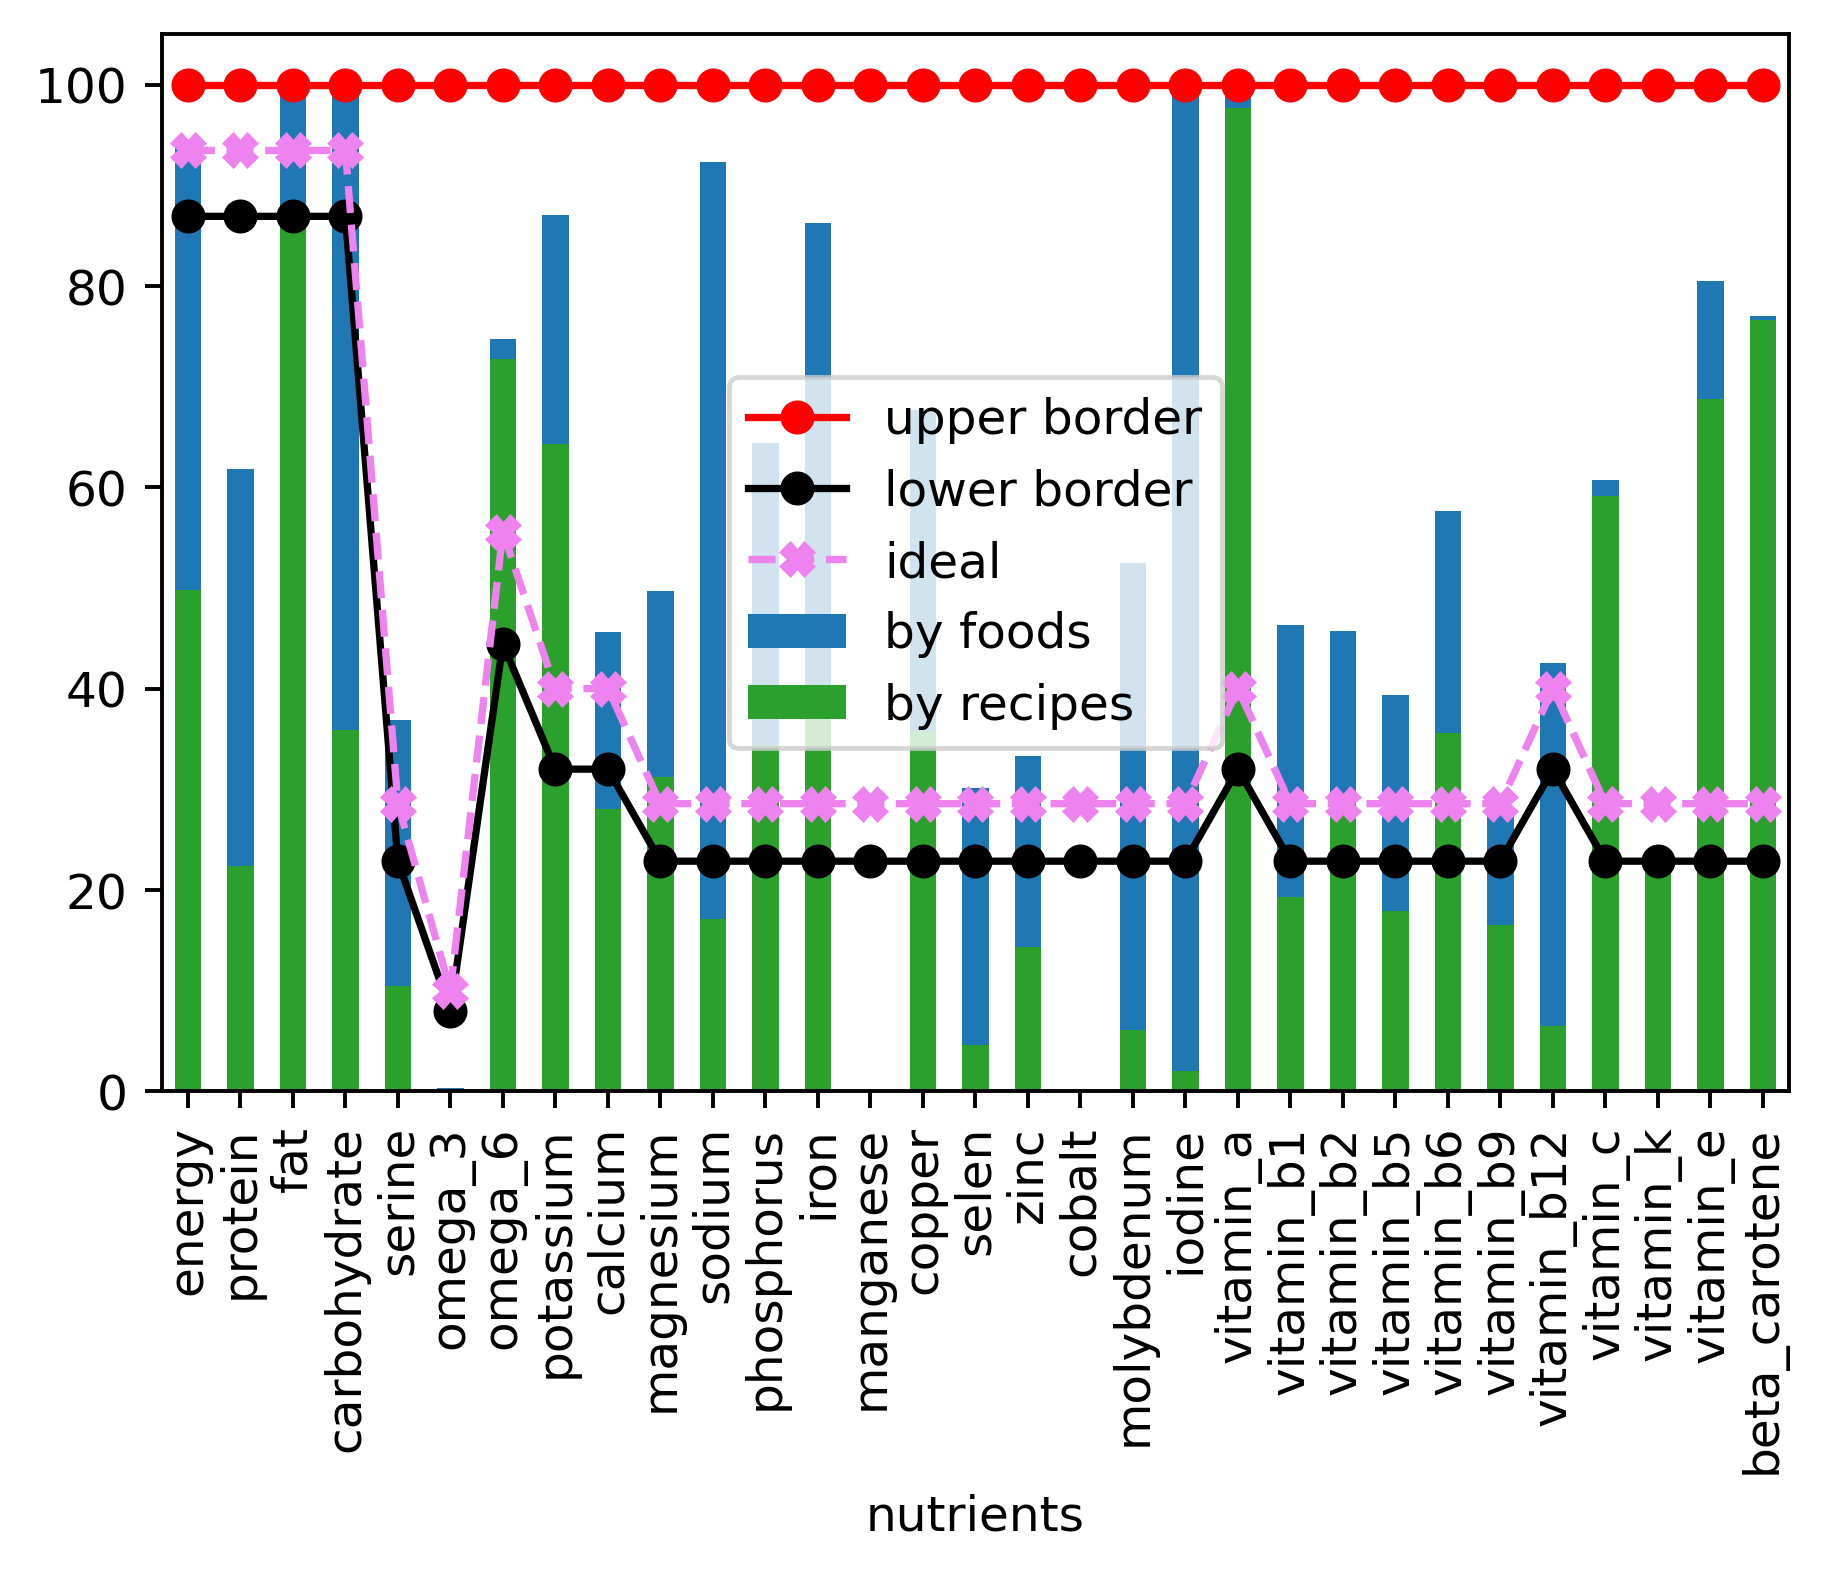 100
80
60
40
20
0
upper border
lower border
ideal
by foods
by recipes
energy
protein
fat
carbohydrate
serine
omega_3
omega_6
potassium
calcium
magnesium
sodium
phosphorus
iron
manganese
copper
selen
zinc
cobalt
molybdenum
iodine
vitamin_a
vitamin_b1
vitamin_b2
vitamin_b5
vitamin_b6
vitamin_b9
vitamin_b12
vitamin_c
vitamin_k
vitamin_e
beta_carotene
nutrients